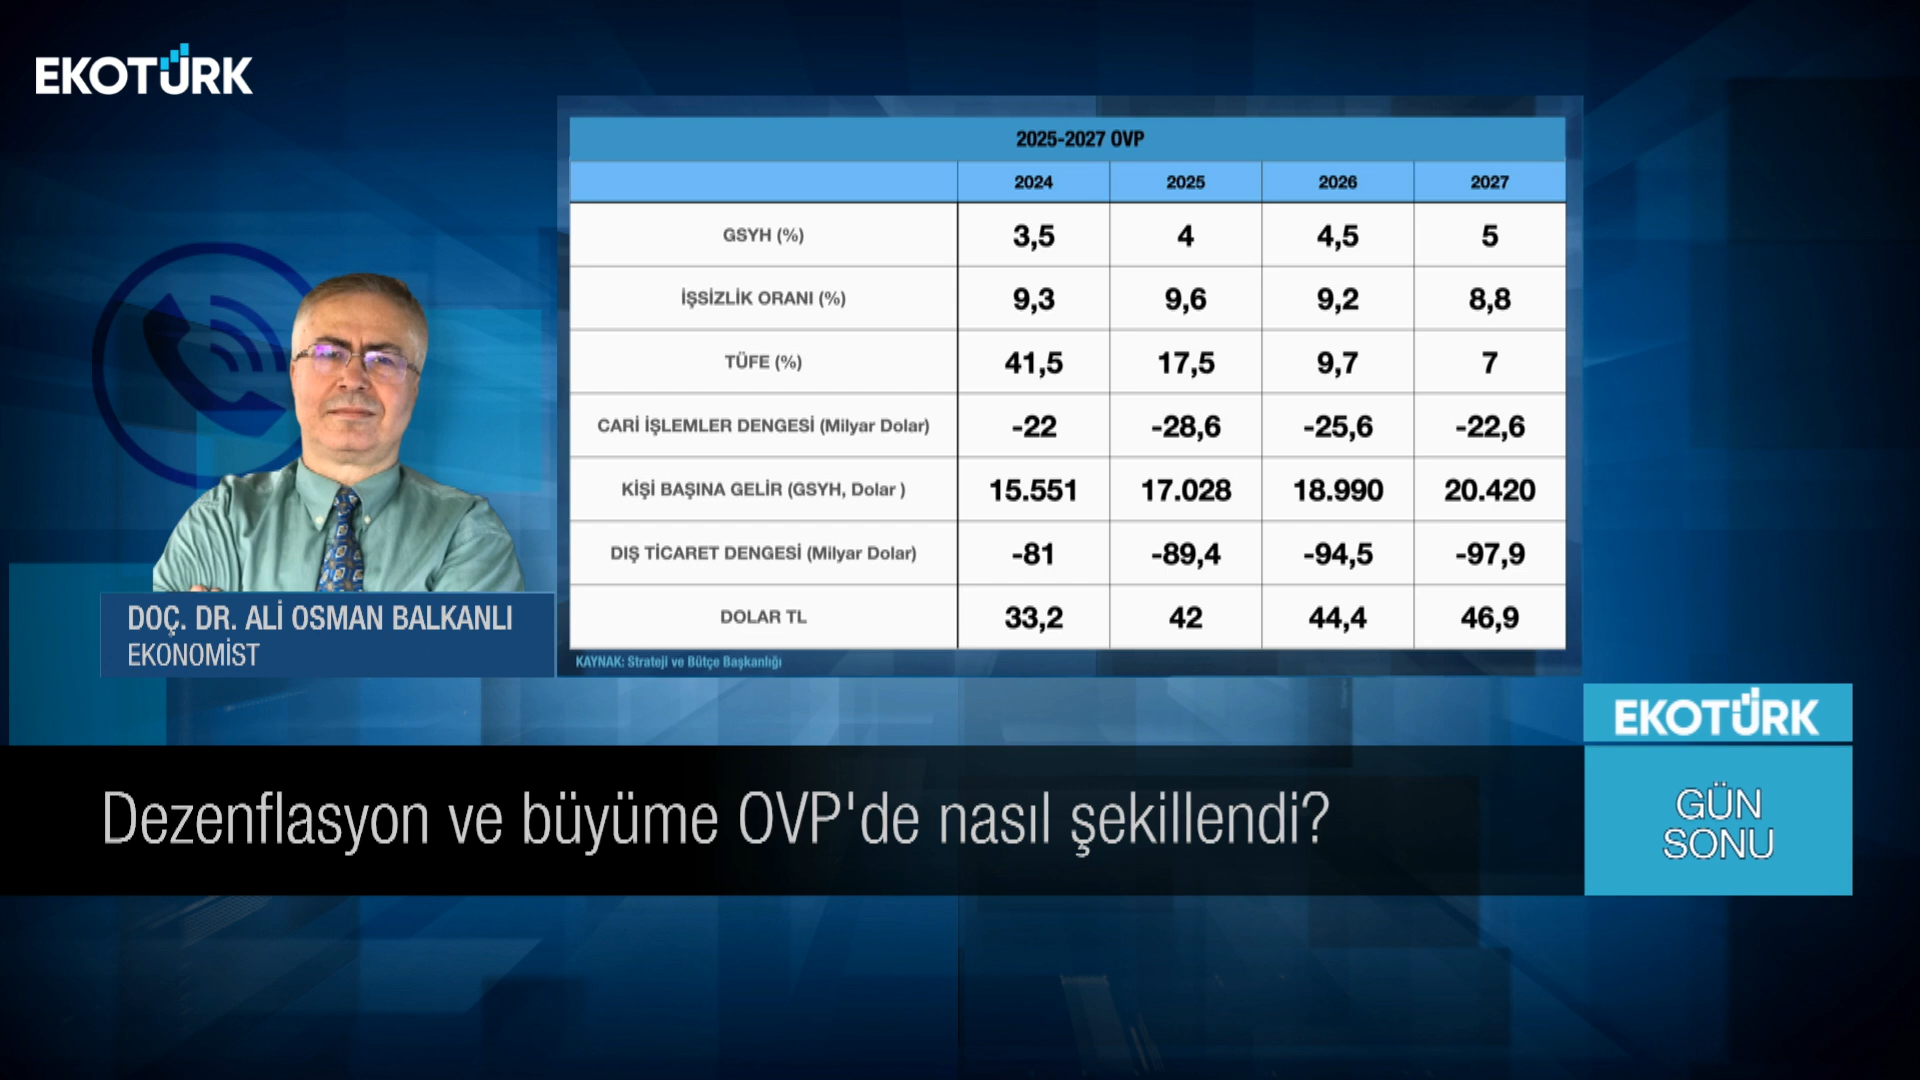 EKOTÜRK
2025-2027 OVP
2024 2025 2026 2027
GSYH (%) 3,5 4 4,5 5
İŞSİZLİK ORANI (%) 9,3 9,6 9,2 8,8
TÜFE (%) 41,5 17,5 9,7 7
CARİ İŞLEMLER DENGESİ (Milyar Dolar) -22 -28,6 -25,6 -22,6
KİŞİ BAŞINA GELİR (GSYH, Dolar ) 15.551 17.028 18.990 20.420
DIŞ TİCARET DENGESİ (Milyar Dolar) -81 -89,4 -94,5 -97,9
DOLAR TL 33,2 42 44,4 46,9
KAYNAK: Strateji ve Bütçe Başkanlığı
DOÇ. DR. ALİ OSMAN BALKANLI
EKONOMİST
EKOTÜRK
Dezenflasyon ve büyüme OVP'de nasıl şekillendi?
GÜN
SONU